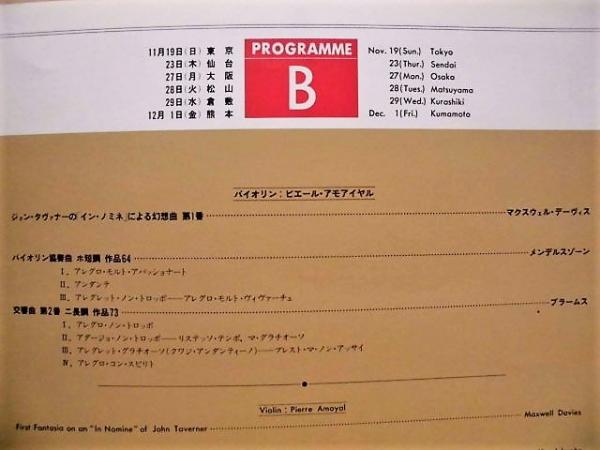 11月19日(日) 東 京
23日(木) 仙 台
27日(月) 大 阪
28日(火) 松 山
29日(水) 倉 敷
12月 1日(金) 熊 本
PROGRAMME
B
Nov. 19(Sun.) Tokyo
23(Thur.) Sendai
27(Mon.) Osaka
28(Tues.) Matsuyama
29(Wed.) Kurashiki
Dec. 1(Fri.) Kumamoto
バイオリン：ピエール・アモアイヤル
ジョン・タヴァナーの「イン・ノミネ」による幻想曲 第1番 マクスウェル・デーヴィス
バイオリン協奏曲 ホ短調 作品64 メンデルスゾーン
I. アレグロ・モルト・アパッショナート
II. アンダンテ
III. アレグレット・ノン・トロッポ──アレグロ・モルト・ヴィヴァーチェ
交響曲 第2番 ニ長調 作品73 ブラームス
I. アレグロ・ノン・トロッポ
II. アダージョ・ノン・トロッポ──リステッソ・テンポ、マ・グラチオーソ
III. アレグレット・グラチオーソ(クワジ・アンダンティーノ)──プレスト・マ・ノン・アッサイ
IV. アレグロ・コン・スピリト
Violin : Pierre Amoyal
First Fantasia on an "In Nomine" of John Taverner Maxwell Davies